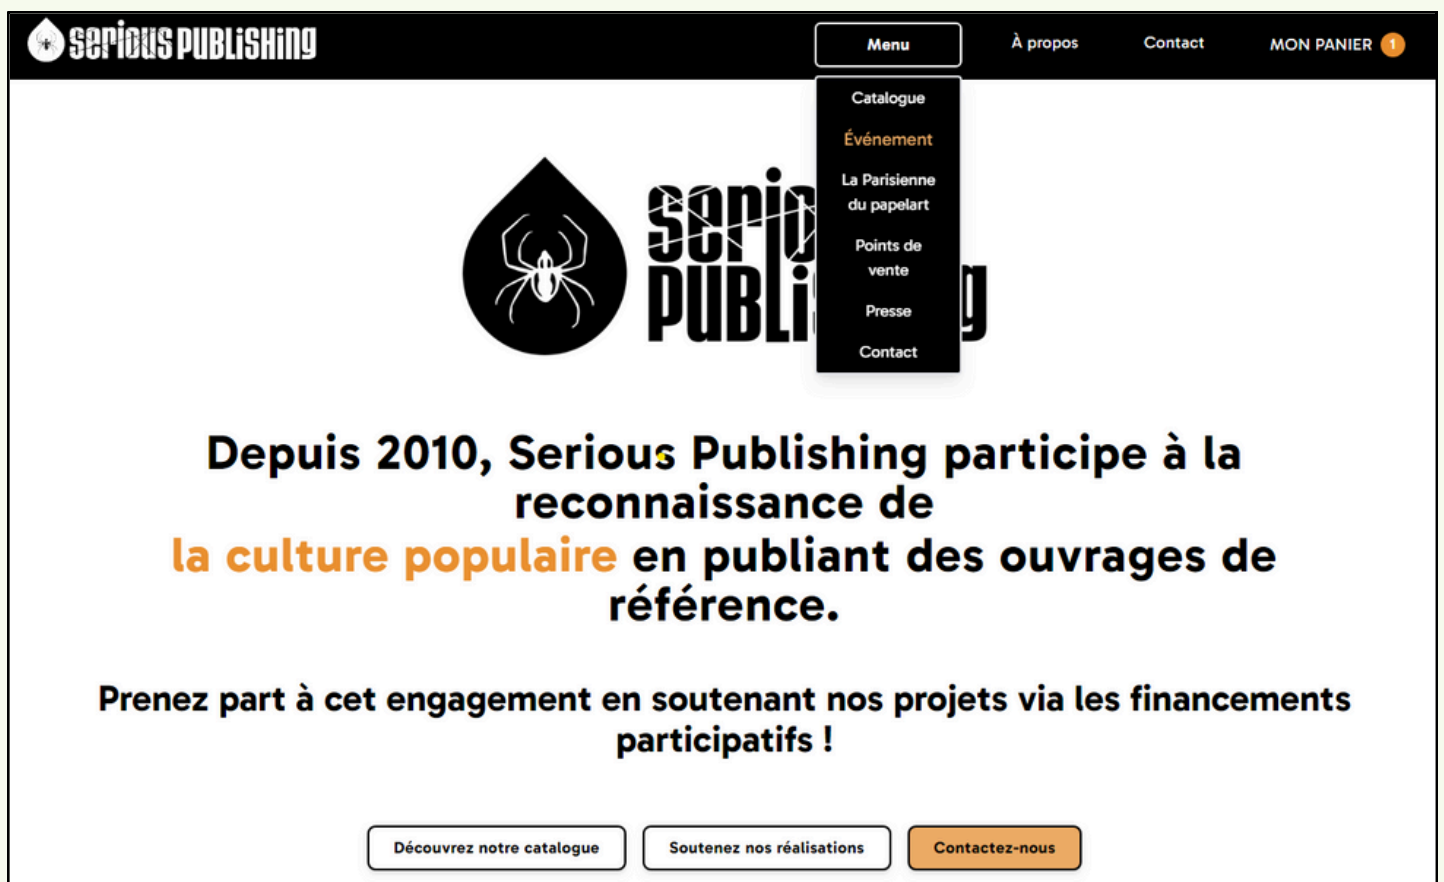 serious PUBLiSHing
Menu
À propos
Contact
MON PANIER 1
Catalogue
Événement
La Parisienne
du papelart
Points de
vente
Presse
Contact
Depuis 2010, Serious Publishing participe à la
reconnaissance de
la culture populaire en publiant des ouvrages de
référence.
Prenez part à cet engagement en soutenant nos projets via les financements
participatifs !
Découvrez notre catalogue
Soutenez nos réalisations
Contactez-nous